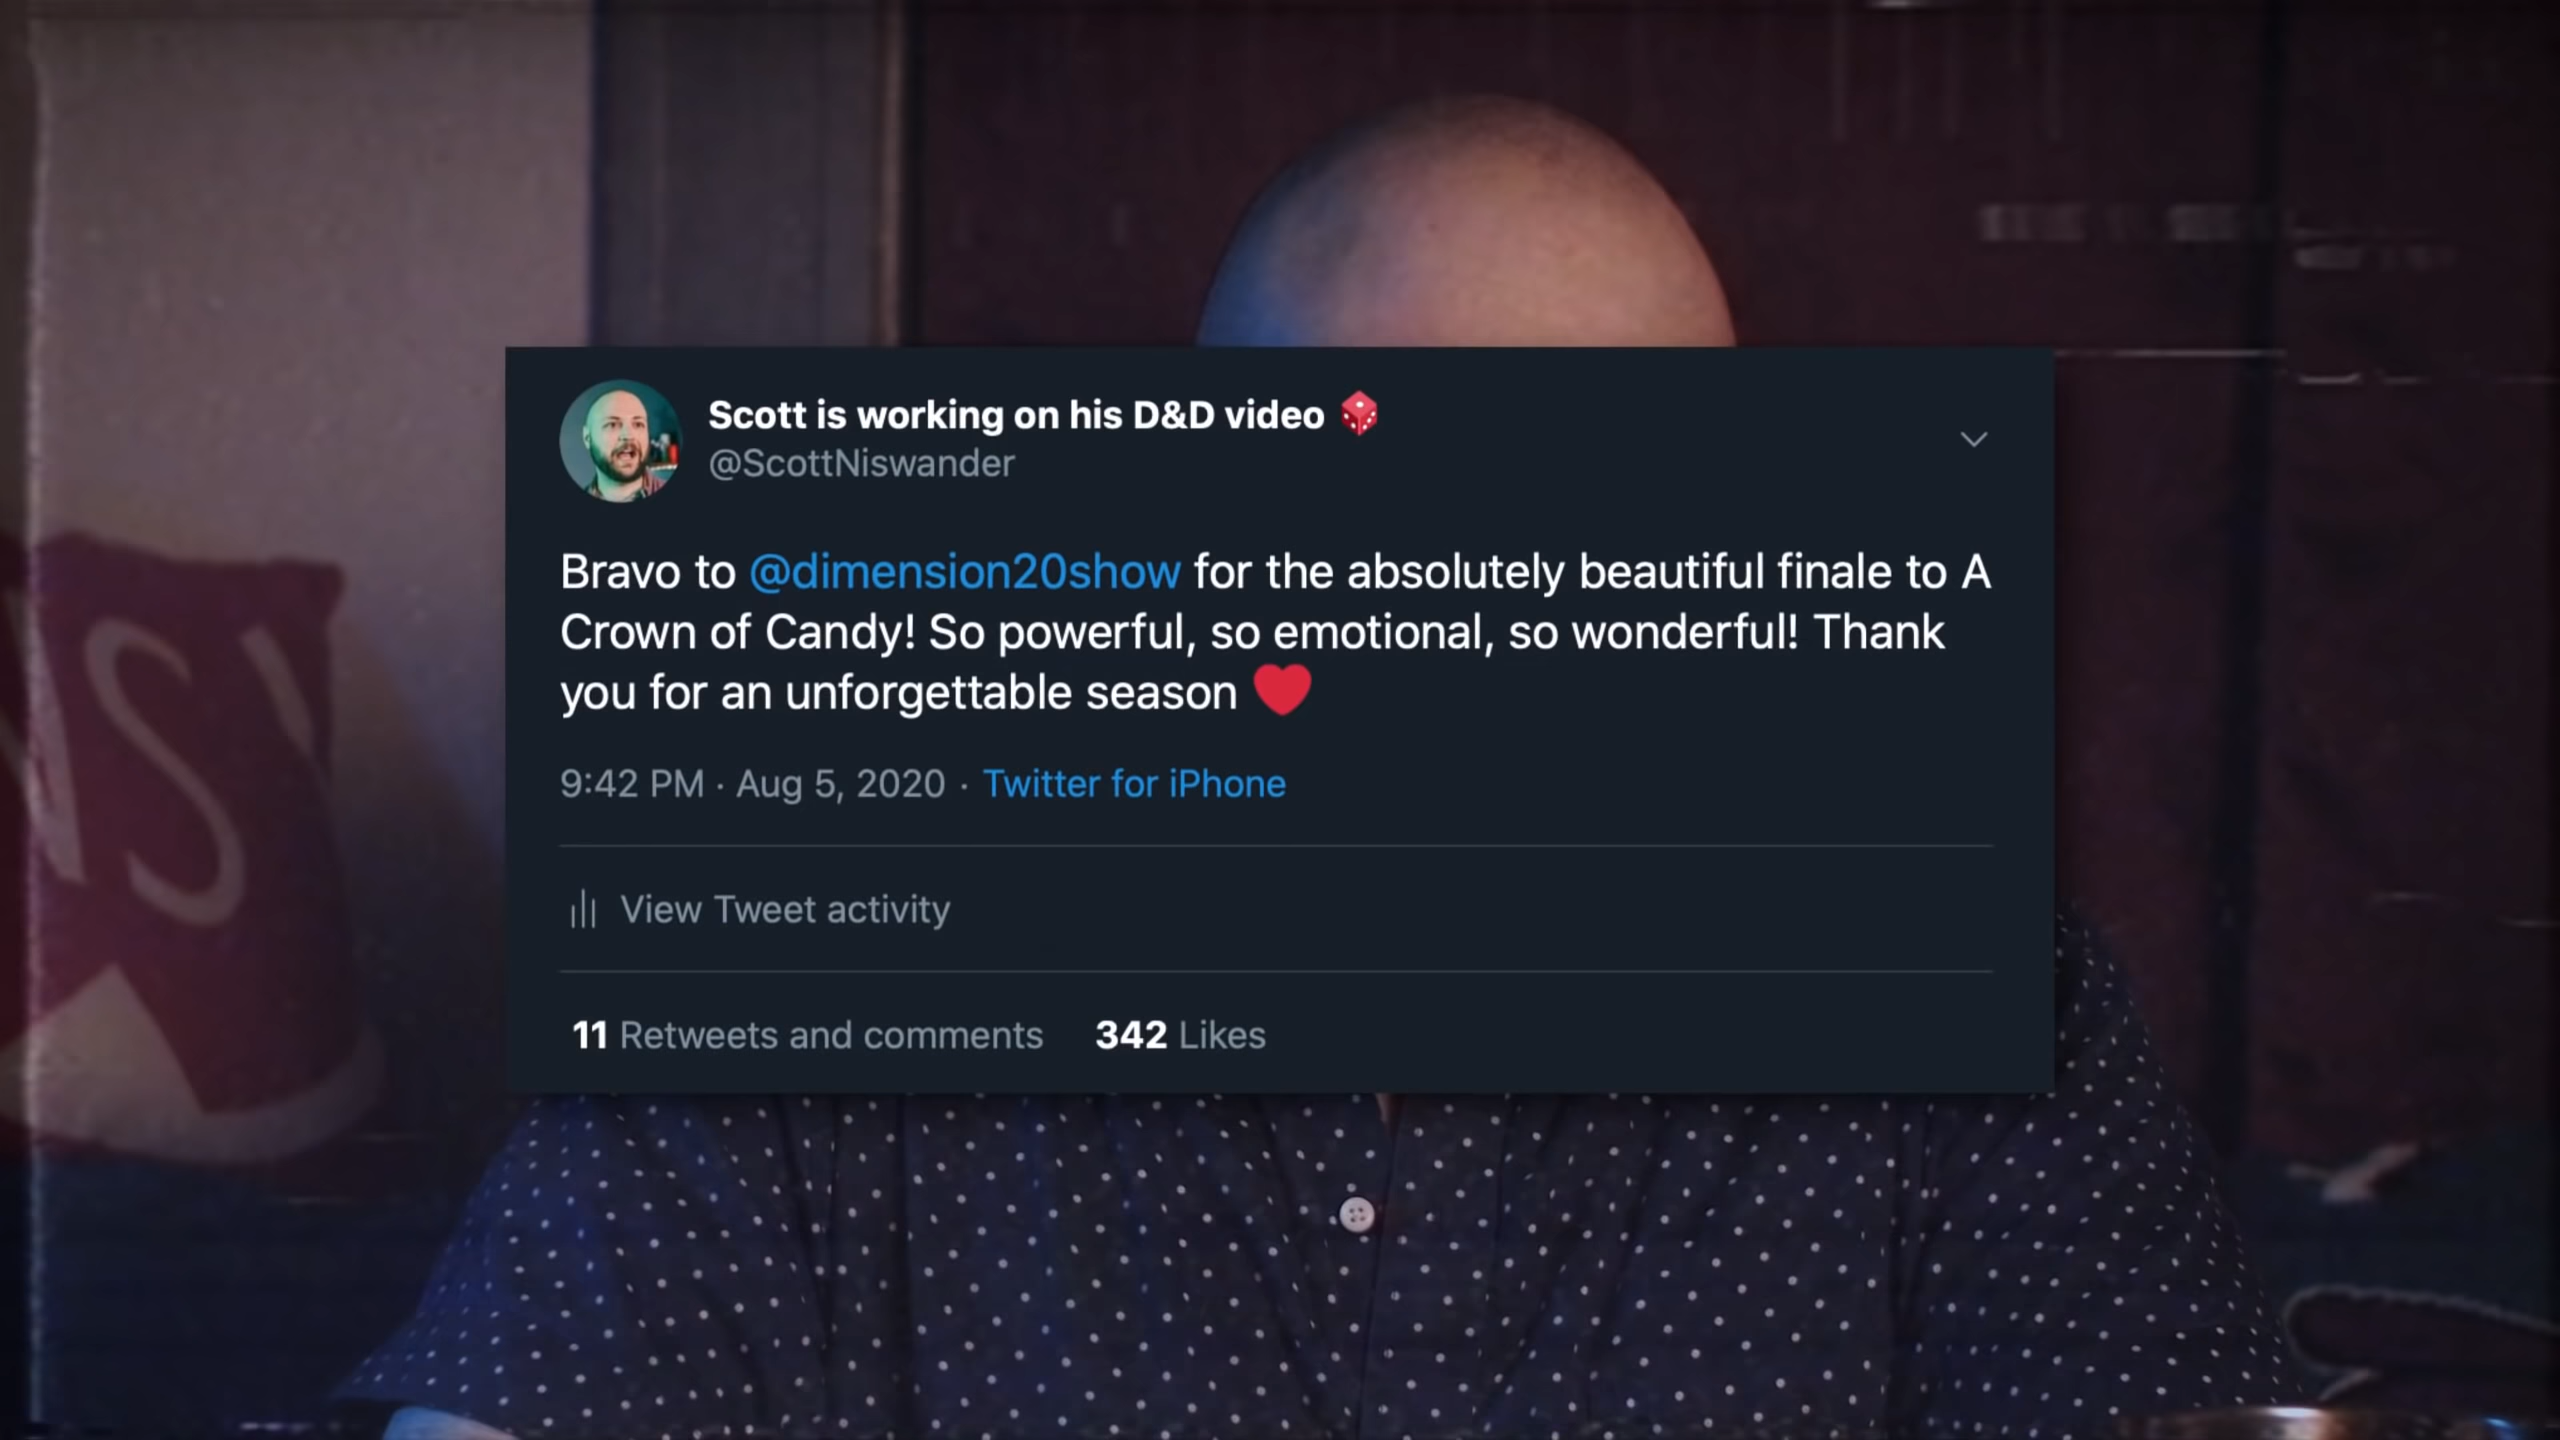 Scott is working on his D&D video 🎲
@ScottNiswander
Bravo to @dimension20show for the absolutely beautiful finale to A
Crown of Candy! So powerful, so emotional, so wonderful! Thank
you for an unforgettable season ❤️
9:42 PM · Aug 5, 2020 · Twitter for iPhone
View Tweet activity
11 Retweets and comments 342 Likes